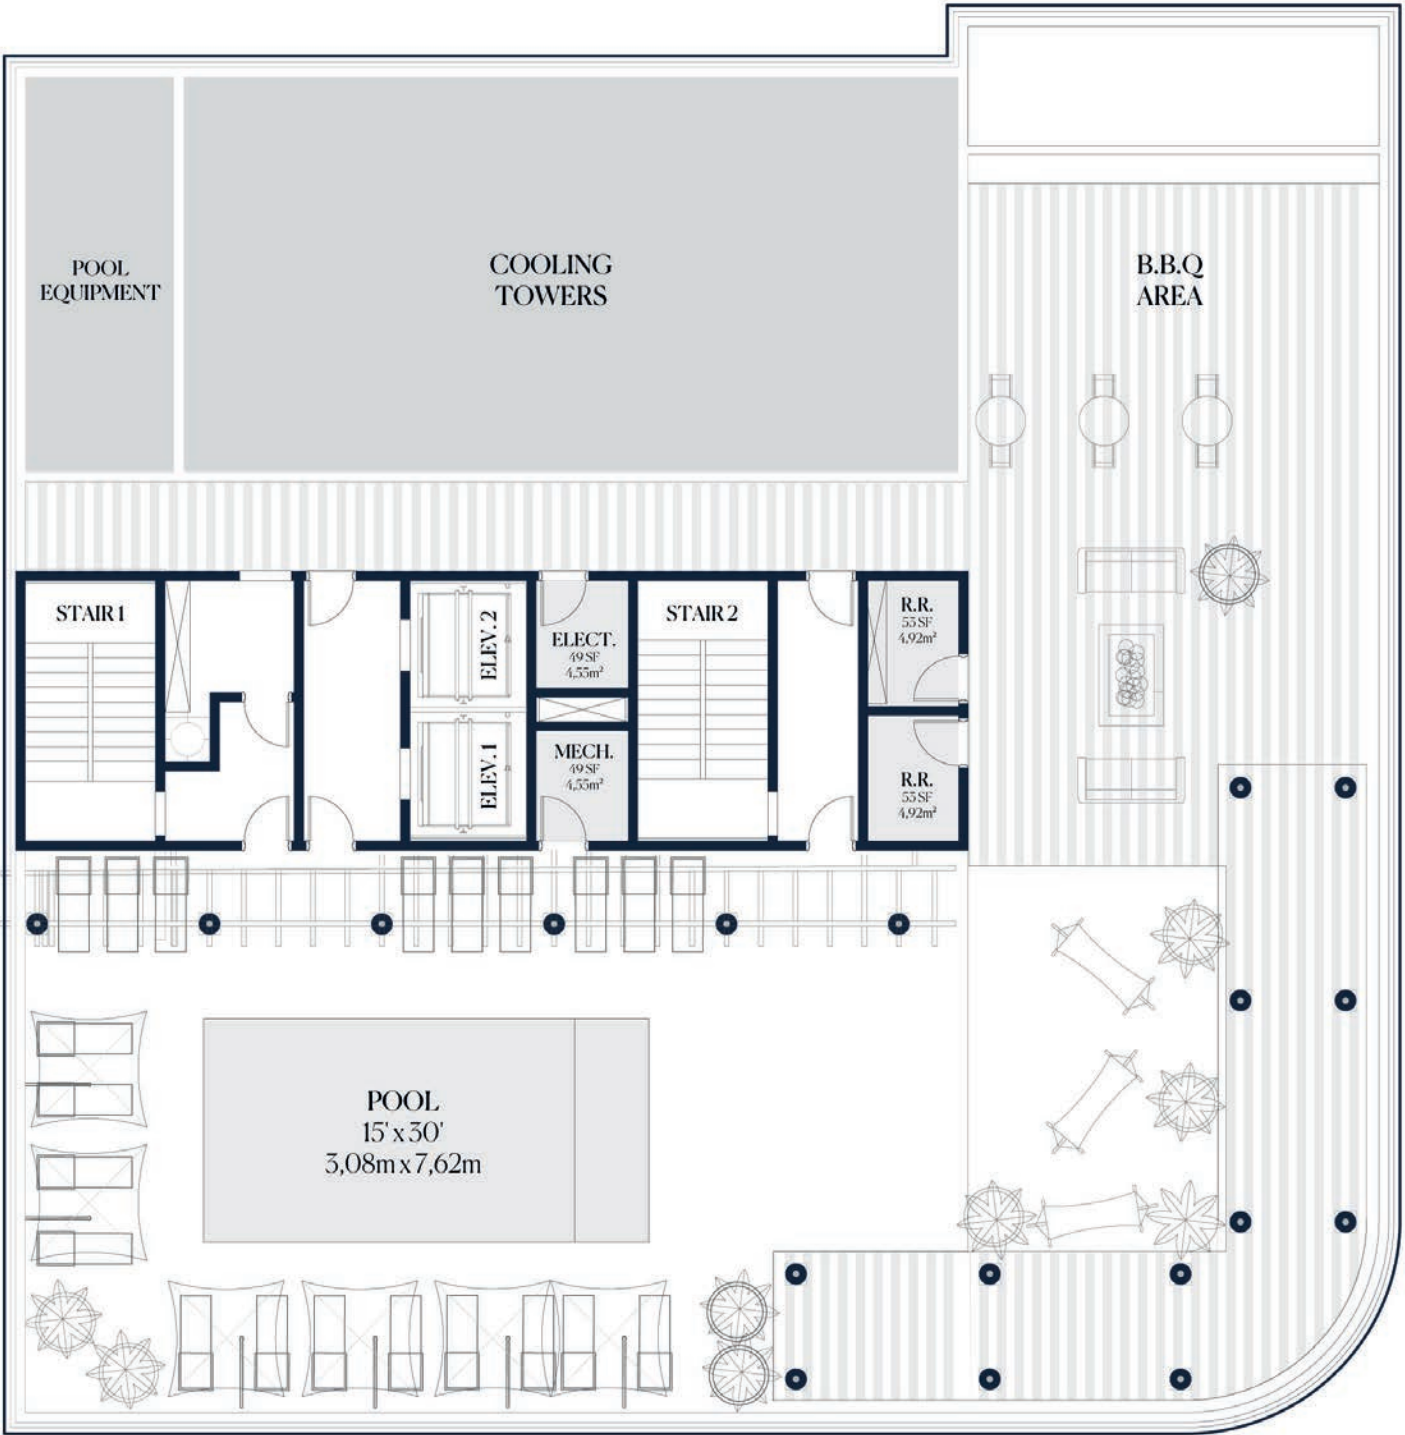 POOL
EQUIPMENT
COOLING
TOWERS
B.B.Q
AREA
STAIR 1
ELEV. 2
ELEV. 1
ELECT.
49 SF
4,55m²
MECH.
49 SF
4,55m²
STAIR 2
R.R.
53 SF
4,92m²
R.R.
53 SF
4,92m²
POOL
15' x 30'
3,08m x 7,62m